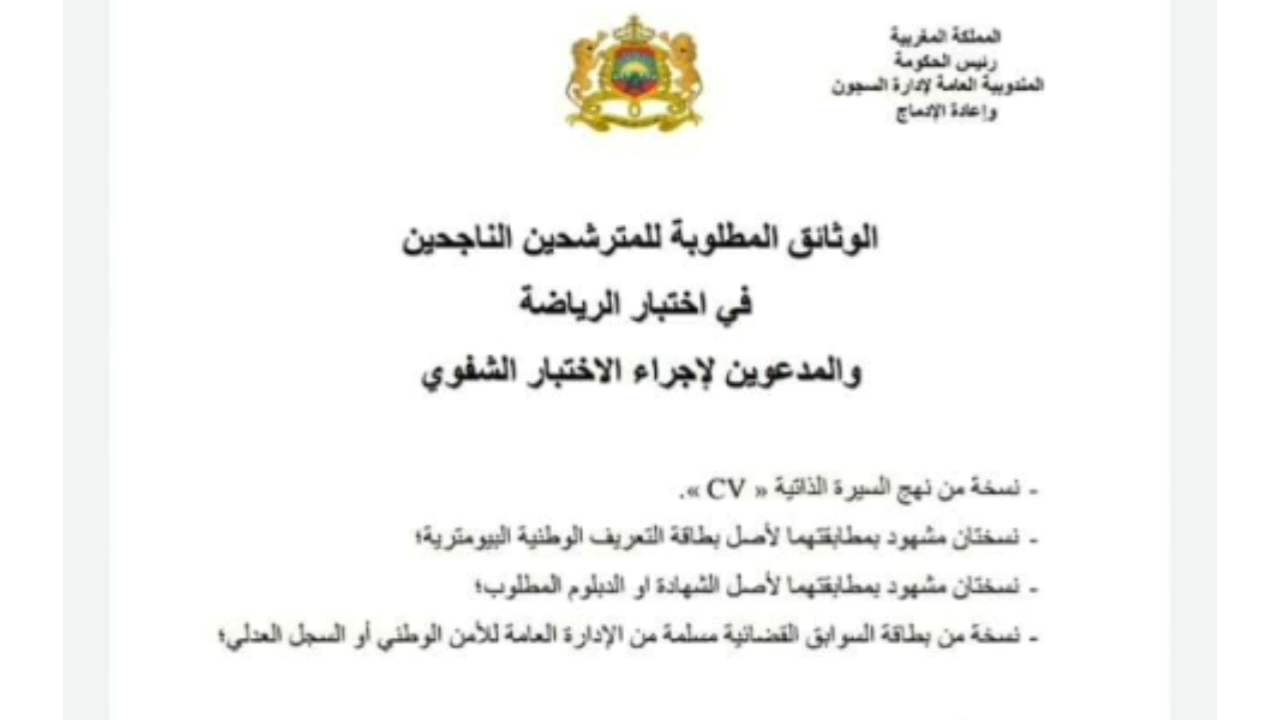 المملكة المغربية
رئيس الحكومة
المندوبية العامة لإدارة السجون
وإعادة الإدماج
الوثائق المطلوبة للمترشحين الناجحين
في اختبار الرياضة
والمدعوين لإجراء الاختبار الشفوي
- نسخة من نهج السيرة الذاتية « CV ».
- نسختان مشهود بمطابقتهما لأصل بطاقة التعريف الوطنية البيومترية؛
- نسختان مشهود بمطابقتهما لأصل الشهادة او الدبلوم المطلوب؛
- نسخة من بطاقة السوابق القضائية مسلمة من الإدارة العامة للأمن الوطني أو السجل العدلي؛